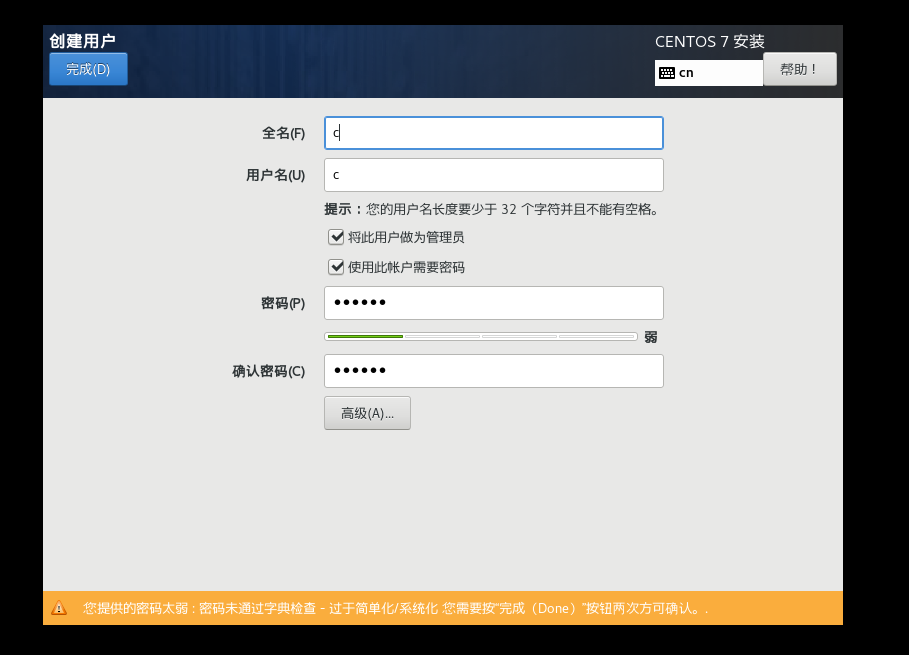 创建用户
CENTOS 7 安装
完成(D)
cn
帮助！
全名(F)
c
用户名(U)
c
提示：您的用户名长度要少于 32 个字符并且不能有空格。
将此用户做为管理员
使用此帐户需要密码
密码(P)
●●●●●●
弱
确认密码(C)
●●●●●●
高级(A)...
您提供的密码太弱 : 密码未通过字典检查 - 过于简单化/系统化 您需要按"完成（Done）"按钮两次方可确认。.